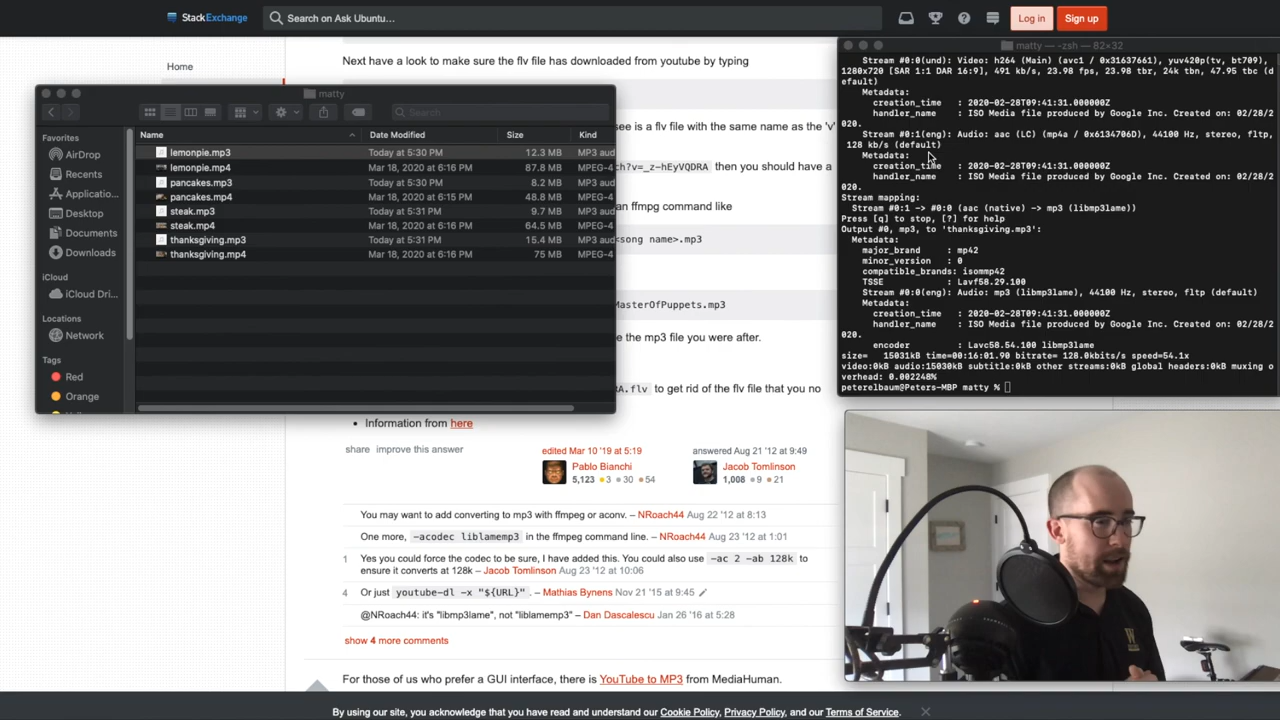 StackExchange
Search on Ask Ubuntu...
Log in
Sign up
Home
Next have a look to make sure the flv file has downloaded from youtube by typing
see is a flv file with the same name as the 'v'
ch?v=_z-hEyVQDRA then you should have a
an ffmpg command like
<song name>.mp3
MasterOfPuppets.mp3
e the mp3 file you were after.
RA.flv to get rid of the flv file that you no
matty
Search
Favorites
AirDrop
Recents
Applicatio...
Desktop
Documents
Downloads
iCloud
iCloud Dri...
Locations
Network
Tags
Red
Orange
Name Date Modified Size Kind
lemonpie.mp3 Today at 5:30 PM 12.3 MB MP3 aud
lemonpie.mp4 Mar 18, 2020 at 6:15 PM 87.8 MB MPEG-4
pancakes.mp3 Today at 5:30 PM 8.2 MB MP3 aud
pancakes.mp4 Mar 18, 2020 at 6:15 PM 48.8 MB MPEG-4
steak.mp3 Today at 5:31 PM 9.7 MB MP3 aud
steak.mp4 Mar 18, 2020 at 6:16 PM 64.5 MB MPEG-4
thanksgiving.mp3 Today at 5:31 PM 15.4 MB MP3 aud
thanksgiving.mp4 Mar 18, 2020 at 6:16 PM 75 MB MPEG-4
matty — -zsh — 82×32
Stream #0:0(und): Video: h264 (Main) (avc1 / 0x31637661), yuv420p(tv, bt709),
1280x720 [SAR 1:1 DAR 16:9], 491 kb/s, 23.98 fps, 23.98 tbr, 24k tbn, 47.95 tbc (d
efault)
Metadata:
creation_time : 2020-02-28T09:41:31.000000Z
handler_name : ISO Media file produced by Google Inc. Created on: 02/28/2
020.
Stream #0:1(eng): Audio: aac (LC) (mp4a / 0x6134706D), 44100 Hz, stereo, fltp,
128 kb/s (default)
Metadata:
creation_time : 2020-02-28T09:41:31.000000Z
handler_name : ISO Media file produced by Google Inc. Created on: 02/28/2
020.
Stream mapping:
Stream #0:1 -> #0:0 (aac (native) -> mp3 (libmp3lame))
Press [q] to stop, [?] for help
Output #0, mp3, to 'thanksgiving.mp3':
Metadata:
major_brand : mp42
minor_version : 0
compatible_brands: isommp42
TSSE : Lavf58.29.100
Stream #0:0(eng): Audio: mp3 (libmp3lame), 44100 Hz, stereo, fltp (default)
Metadata:
creation_time : 2020-02-28T09:41:31.000000Z
handler_name : ISO Media file produced by Google Inc. Created on: 02/28/2
020.
encoder : Lavc58.54.100 libmp3lame
size= 15031kB time=00:16:01.90 bitrate= 128.0kbits/s speed=54.1x
video:0kB audio:15030kB subtitle:0kB other streams:0kB global headers:0kB muxing o
verhead: 0.002248%
peterelbaum@Peters-MBP matty %
Information from here
share improve this answer
edited Mar 10 '19 at 5:19
Pablo Bianchi
5,123 3 30 54
answered Aug 21 '12 at 9:49
Jacob Tomlinson
1,008 9 21
You may want to add converting to mp3 with ffmpeg or aconv. – NRoach44 Aug 22 '12 at 8:13
One more, -acodec liblamemp3 in the ffmpeg command line. – NRoach44 Aug 23 '12 at 1:01
1 Yes you could force the codec to be sure, I have added this. You could also use -ac 2 -ab 128k to
ensure it converts at 128k – Jacob Tomlinson Aug 23 '12 at 10:06
4 Or just youtube-dl -x "${URL}" . – Mathias Bynens Nov 21 '15 at 9:45
@NRoach44: it's "libmp3lame", not "liblamemp3" – Dan Dascalescu Jan 26 '16 at 5:28
show 4 more comments
For those of us who prefer a GUI interface, there is YouTube to MP3 from MediaHuman.
By using our site, you acknowledge that you have read and understand our Cookie Policy, Privacy Policy, and our Terms of Service.